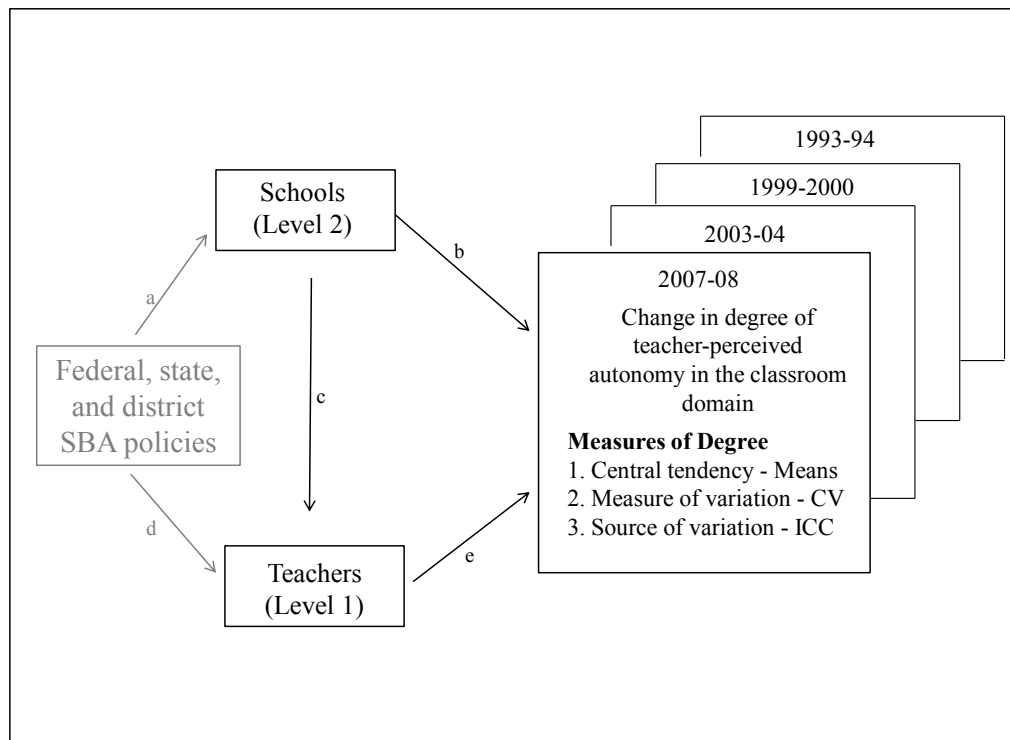 1993-94
1999-2000
2003-04
2007-08
Change in degree of
teacher-perceived
autonomy in the classroom
domain
Measures of Degree
1. Central tendency - Means
2. Measure of variation - CV
3. Source of variation - ICC
Schools
(Level 2)
b
a
Federal, state,
and district
SBA policies
c
d
e
Teachers
(Level 1)